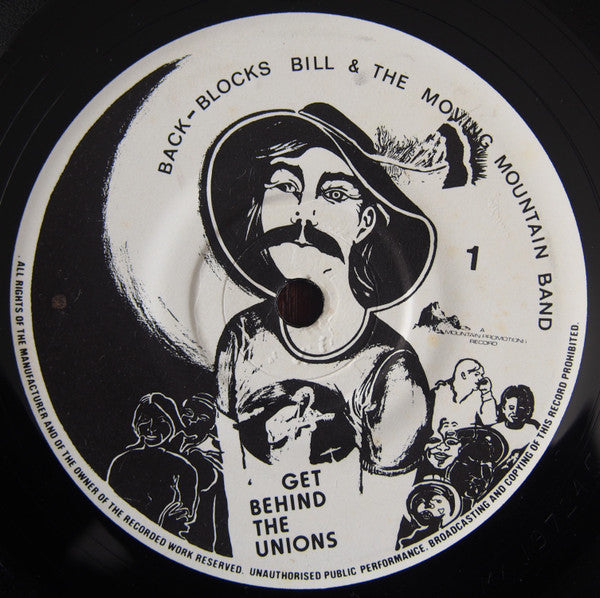 BACK-BLOCKS BILL & THE MOVING MOUNTAIN BAND
1
A
MOUNTAIN PROMOTIONS
RECORD
GET
BEHIND
THE
UNIONS
.ALL RIGHTS OF THE MANUFACTURER AND OF THE OWNER OF THE RECORDED WORK RESERVED. UNAUTHORISED PUBLIC PERFORMANCE, BROADCASTING AND COPYING OF THIS RECORD PROHIBITED.